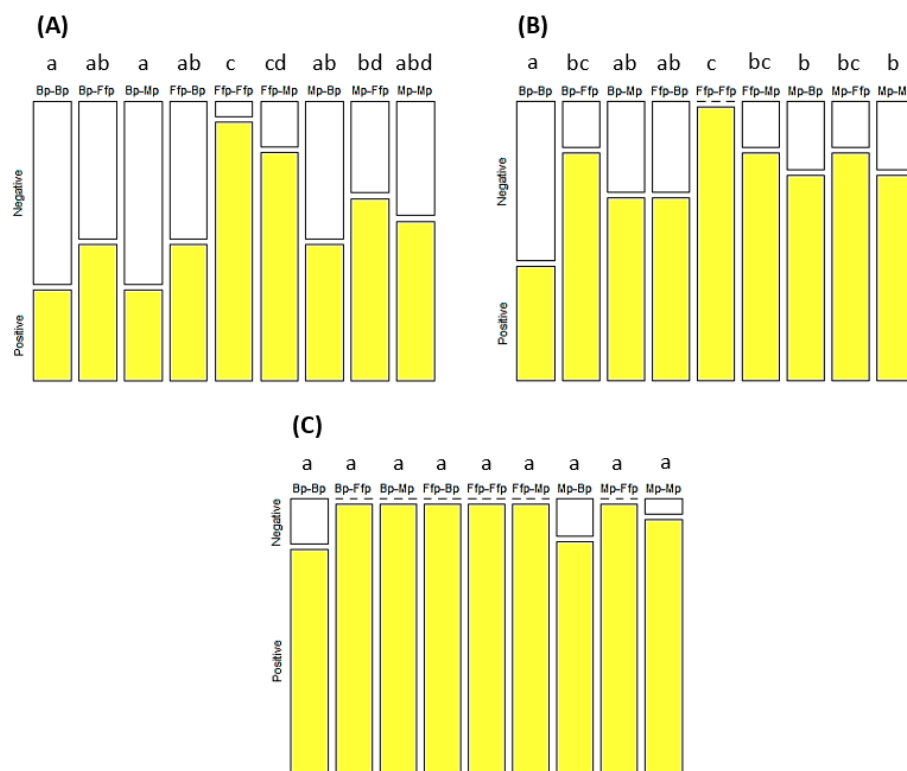 (A)
a ab a ab c cd ab bd abd
Bp-Bp Bp-Ffp Bp-Mp Ffp-Bp Ffp-Ffp Ffp-Mp Mp-Bp Mp-Ffp Mp-Mp
Negative
Positive
(B)
a bc ab ab c bc b bc b
Bp-Bp Bp-Ffp Bp-Mp Ffp-Bp Ffp-Ffp Ffp-Mp Mp-Bp Mp-Ffp Mp-M
Negative
Positive
(C)
a a a a a a a a a
Bp-Bp Bp-Ffp Bp-Mp Ffp-Bp Ffp-Ffp Ffp-Mp Mp-Bp Mp-Ffp Mp-Mp
Negative
Positive